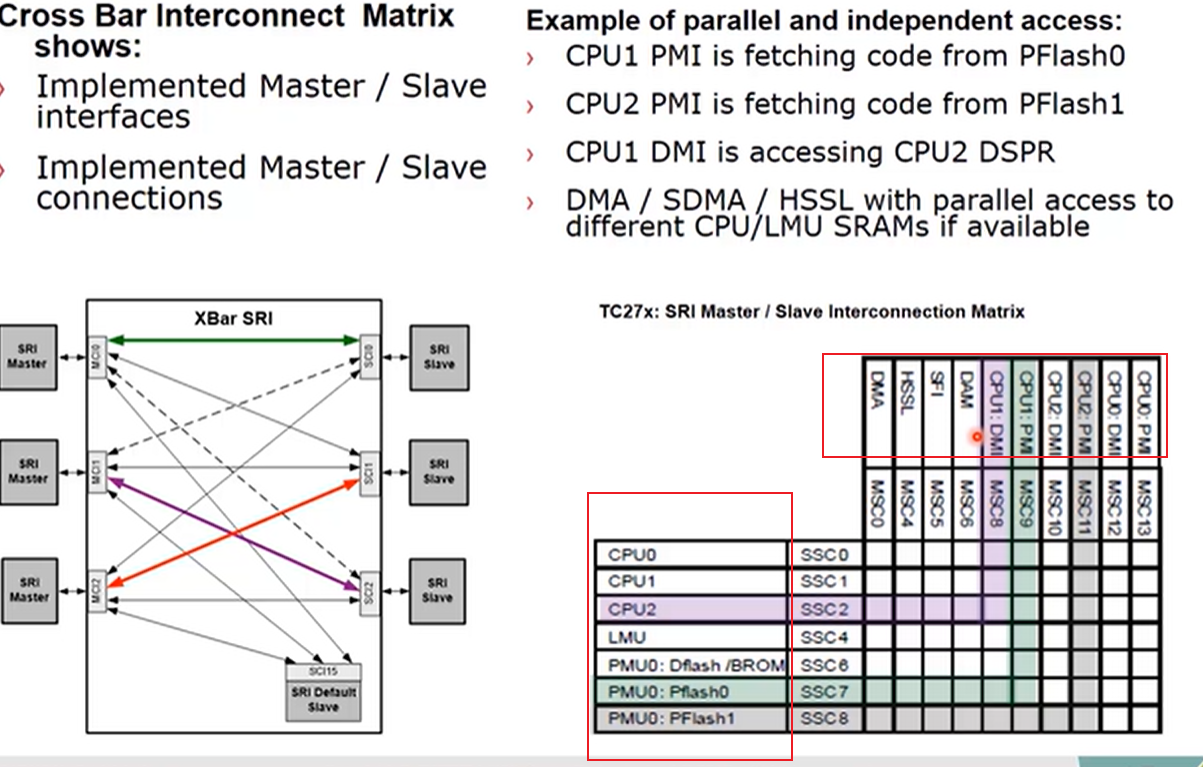 Cross Bar Interconnect Matrix
shows:
› Implemented Master / Slave
interfaces
› Implemented Master / Slave
connections
Example of parallel and independent access:
› CPU1 PMI is fetching code from PFlash0
› CPU2 PMI is fetching code from PFlash1
› CPU1 DMI is accessing CPU2 DSPR
› DMA / SDMA / HSSL with parallel access to
different CPU/LMU SRAMs if available
XBar SRI
SRI
Master
MCI0
SCI0
SRI
Slave
SRI
Master
MCI1
SCI1
SRI
Slave
SRI
Master
SCI2
SRI
Slave
SCI15
SRI Default
Slave
TC27x: SRI Master / Slave Interconnection Matrix
DMA
HSSL
SFI
DAM
CPU1: DMI
CPU1: PMI
CPU2: DMI
CPU2: PMI
CPU0: DMI
CPU0: PMI
MSC0
MSC4
MSC5
MSC6
MSC8
MSC9
MSC10
MSC11
MSC12
MSC13
CPU0 SSC0
CPU1 SSC1
CPU2 SSC2
LMU SSC4
PMU0: Dflash /BROM SSC6
PMU0: Pflash0 SSC7
PMU0: PFlash1 SSC8